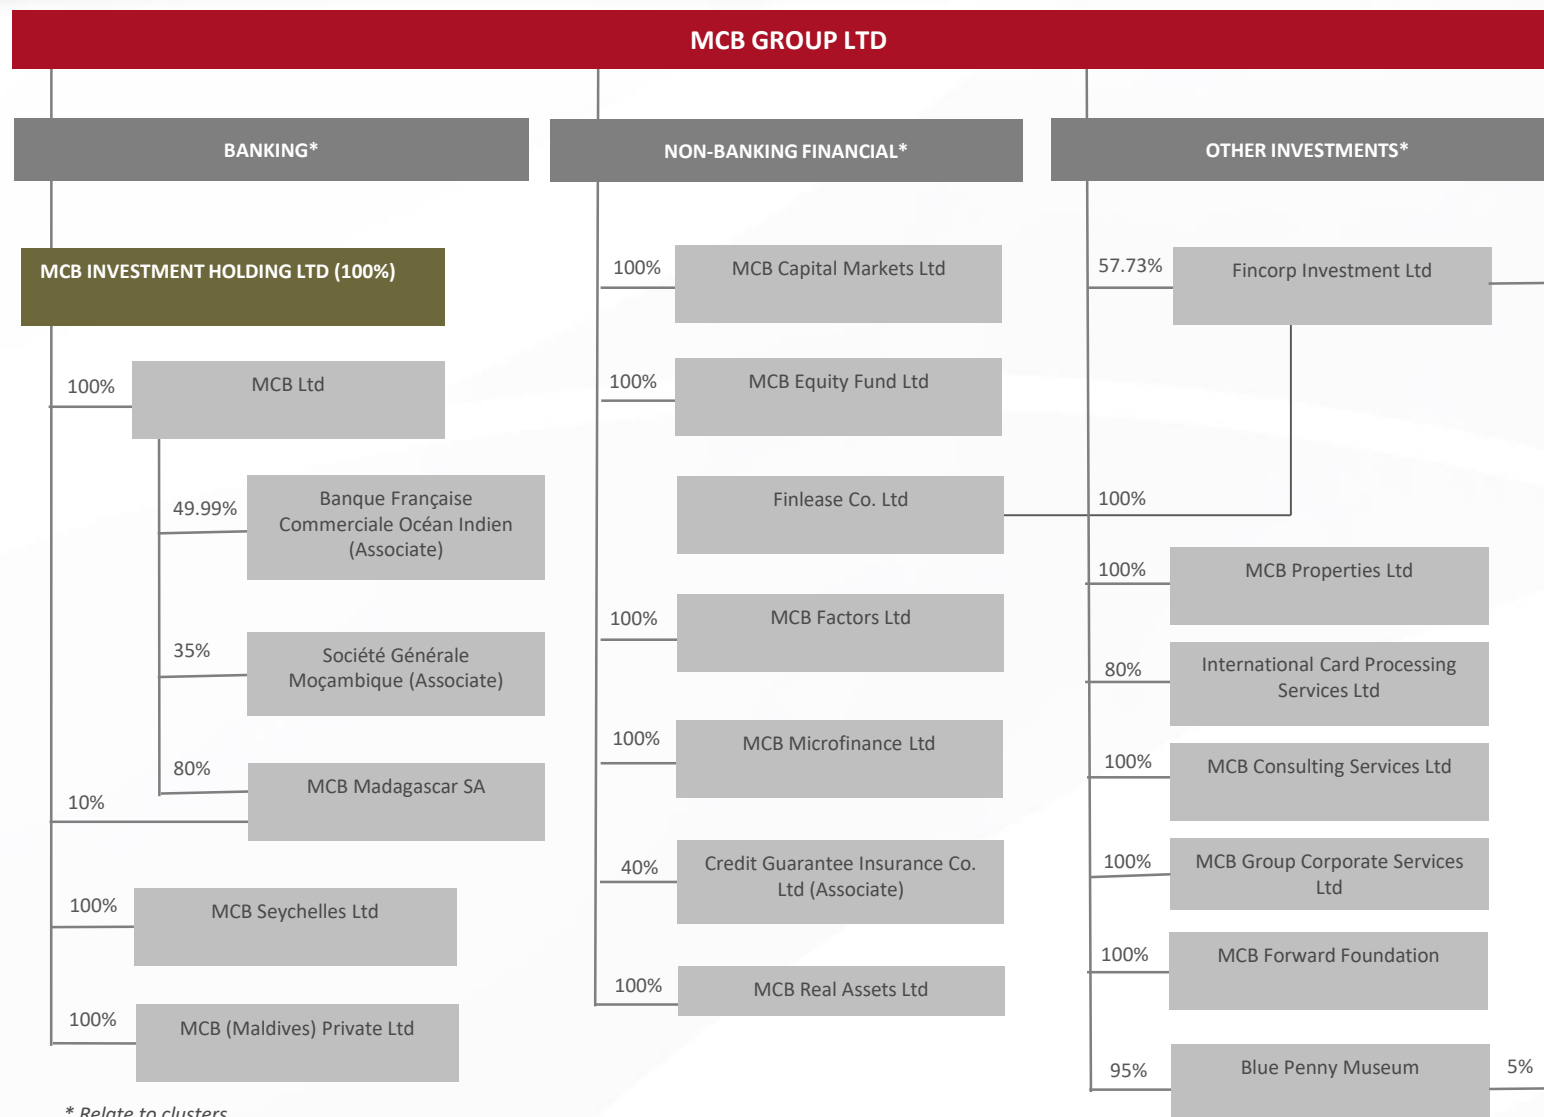 MCB GROUP LTD
BANKING*
MCB INVESTMENT HOLDING LTD (100%)
100%
MCB Ltd
49.99%
Banque Française
Commerciale Océan Indien
(Associate)
35%
Société Générale
Moçambique (Associate)
80%
MCB Madagascar SA
10%
100%
MCB Seychelles Ltd
100%
MCB (Maldives) Private Ltd
* Relate to clusters
NON-BANKING FINANCIAL*
100%
MCB Capital Markets Ltd
100%
MCB Equity Fund Ltd
Finlease Co. Ltd
100%
MCB Factors Ltd
100%
MCB Microfinance Ltd
40%
Credit Guarantee Insurance Co.
Ltd (Associate)
100%
MCB Real Assets Ltd
OTHER INVESTMENTS*
57.73%
Fincorp Investment Ltd
100%
100%
MCB Properties Ltd
80%
International Card Processing
Services Ltd
100%
MCB Consulting Services Ltd
100%
MCB Group Corporate Services
Ltd
100%
MCB Forward Foundation
95%
Blue Penny Museum
5%